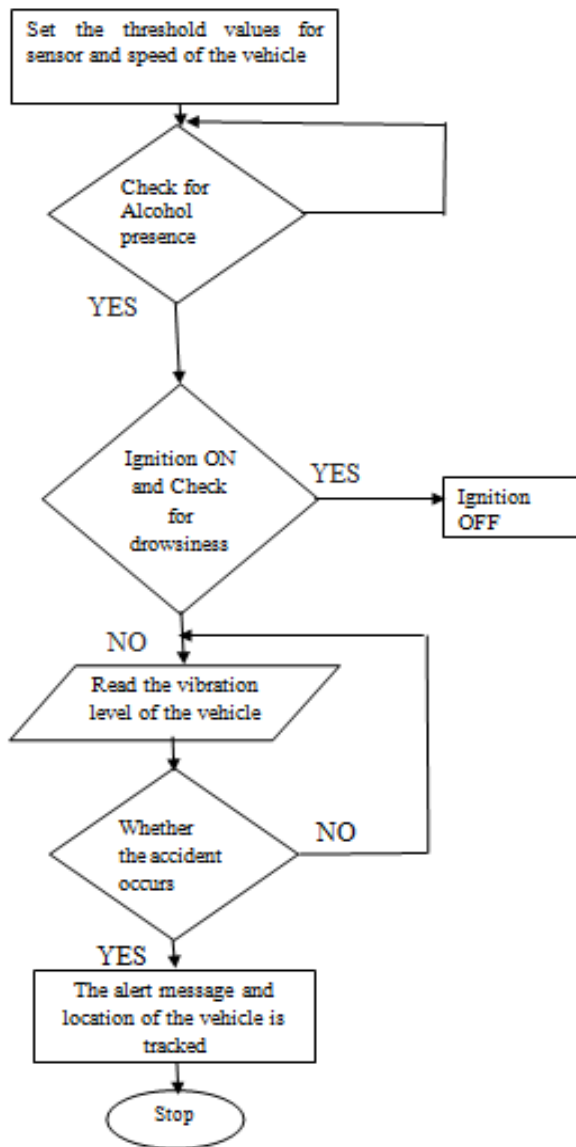 Set the threshold values for
sensor and speed of the vehicle
Check for
Alcohol
presence
YES
Ignition ON
and Check
for
drowsiness
YES
Ignition
OFF
NO
Read the vibration
level of the vehicle
Whether
the accident
occurs
NO
YES
The alert message and
location of the vehicle is
tracked
Stop